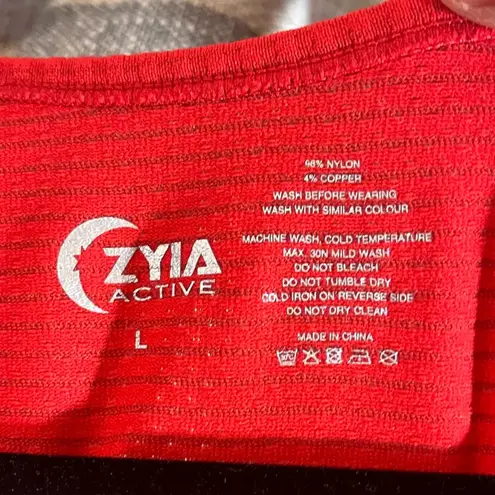 96% NYLON
4% COPPER
WASH BEFORE WEARING
WASH WITH SIMILAR COLOUR
MACHINE WASH, COLD TEMPERATURE
MAX. 30N MILD WASH
DO NOT BLEACH
DO NOT TUMBLE DRY
COLD IRON ON REVERSE SIDE
DO NOT DRY CLEAN
MADE IN CHINA
ZYIA
ACTIVE
L